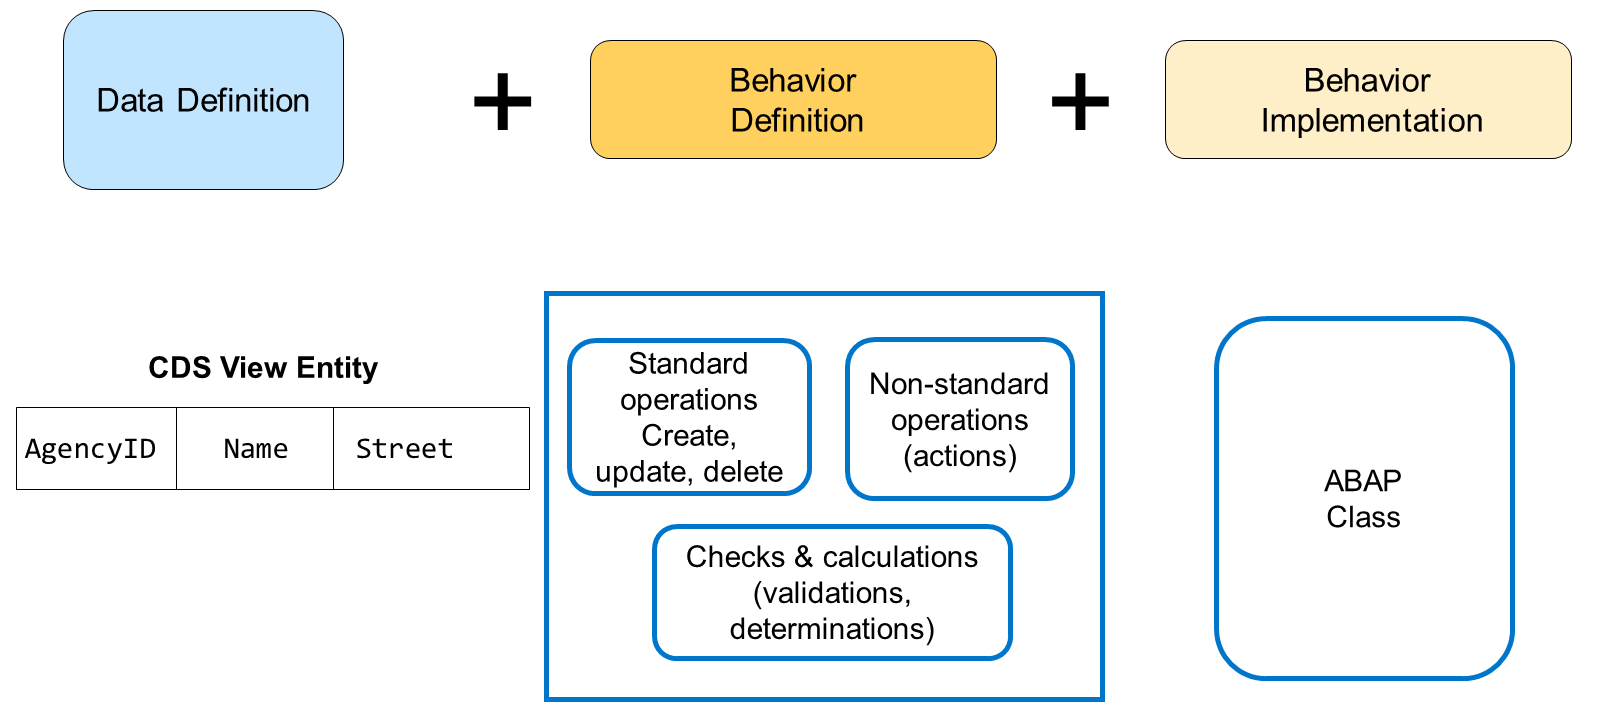 Data Definition
+
Behavior
Definition
+
Behavior
Implementation
CDS View Entity
AgencyID
Name
Street
Standard
operations
Create,
update, delete
Non-standard
operations
(actions)
Checks & calculations
(validations,
determinations)
ABAP
Class